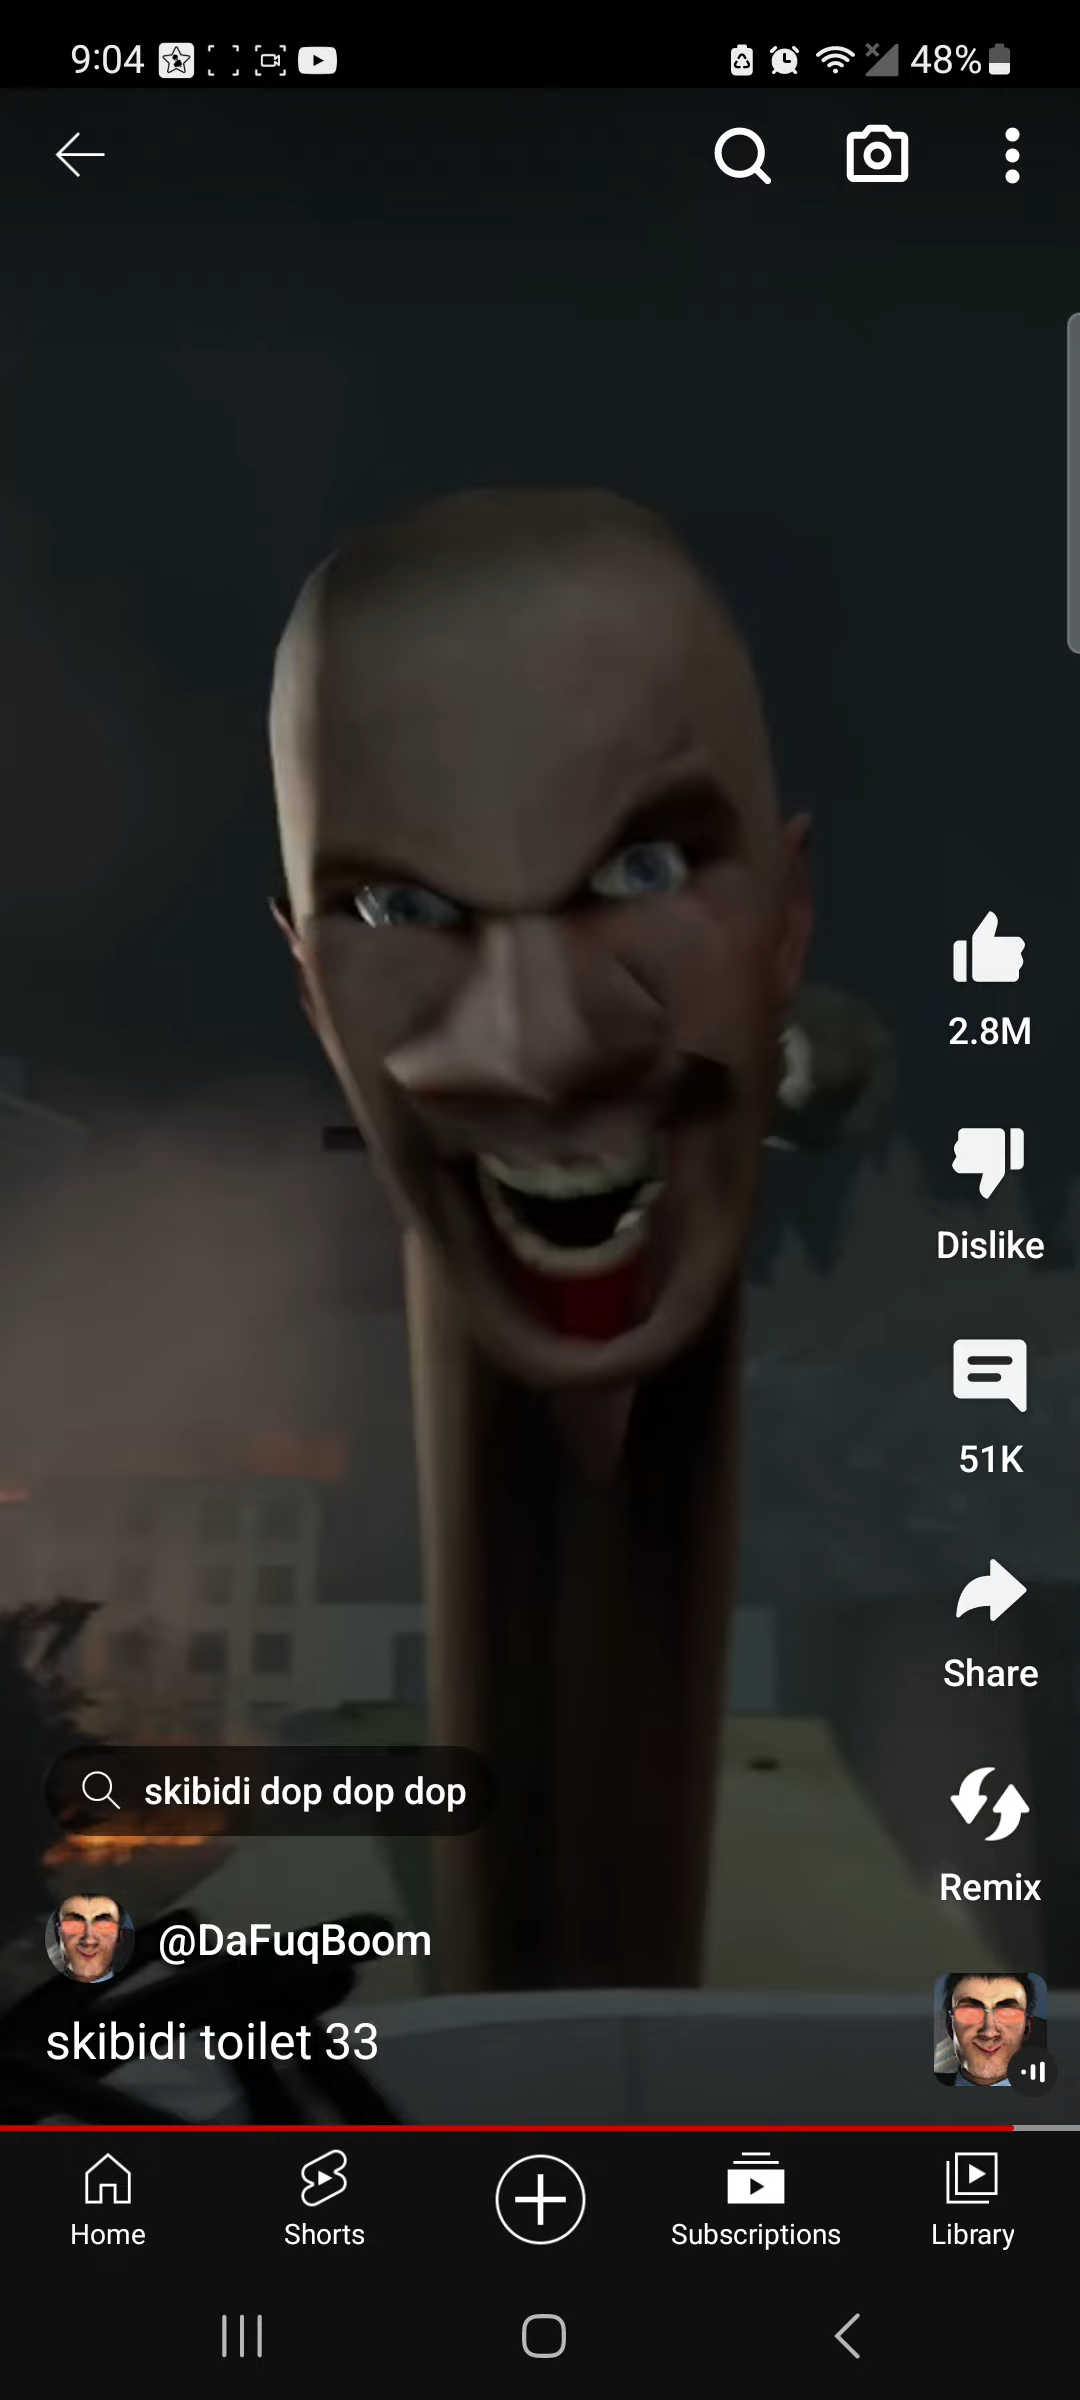 9:04
48%
2.8M
Dislike
51K
Share
skibidi dop dop dop
Remix
@DaFuqBoom
skibidi toilet 33
Home
Shorts
Subscriptions
Library